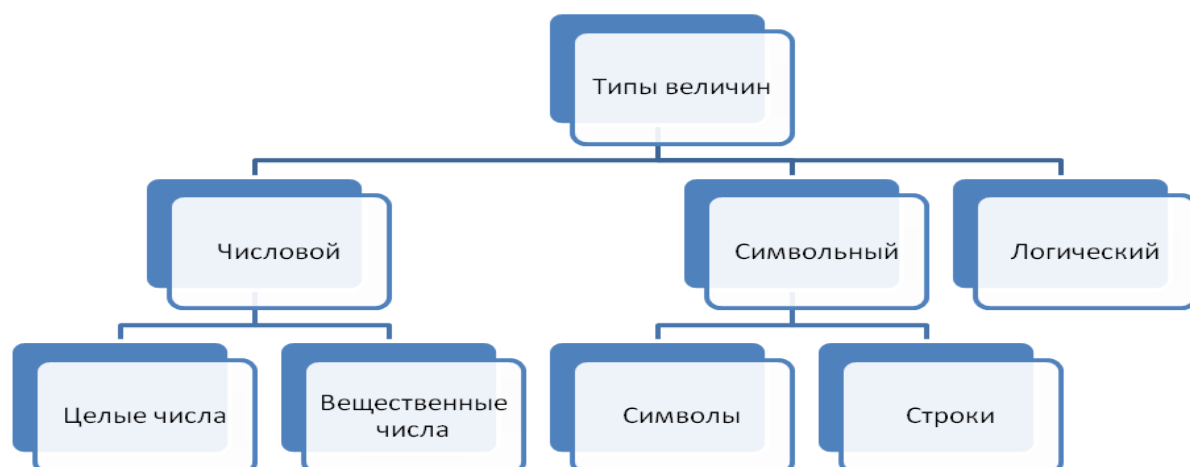 Типы величин
Числовой
Символьный
Логический
Целые числа
Вещественные
числа
Символы
Строки